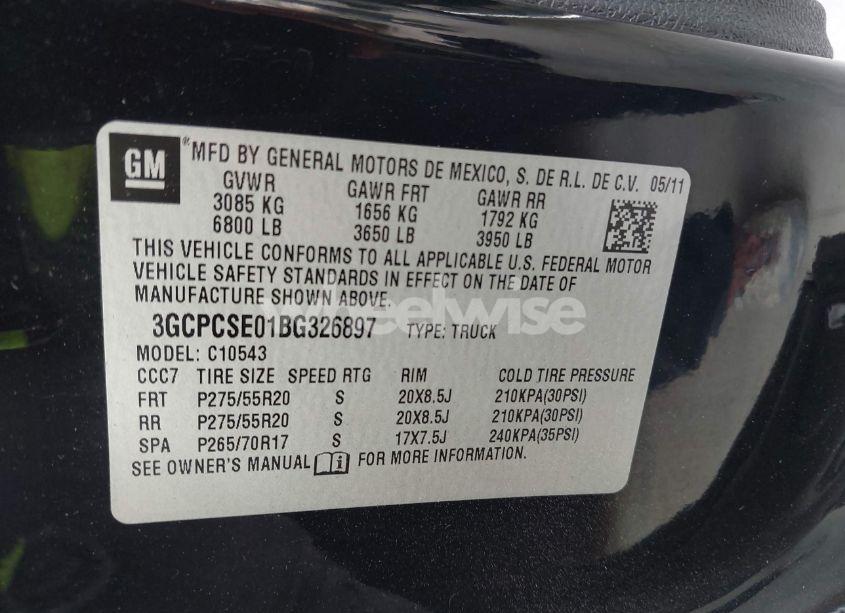 GM
®MFD BY GENERAL MOTORS DE MEXICO, S. DE R.L. DE C.V. 05/11
GVWR GAWR FRT GAWR RR
3085 KG 1656 KG 1792 KG
6800 LB 3650 LB 3950 LB
THIS VEHICLE CONFORMS TO ALL APPLICABLE U.S. FEDERAL MOTOR
VEHICLE SAFETY STANDARDS IN EFFECT ON THE DATE OF
MANUFACTURE SHOWN ABOVE.
wheelwise
3GCPCSE01BG326897 TYPE: TRUCK
MODEL: C10543
CCC7 TIRE SIZE SPEED RTG RIM COLD TIRE PRESSURE
FRT P275/55R20 S 20X8.5J 210KPA(30PSI)
RR P275/55R20 S 20X8.5J 210KPA(30PSI)
SPA P265/70R17 S 17X7.5J 240KPA(35PSI)
SEE OWNER'S MANUAL i FOR MORE INFORMATION.